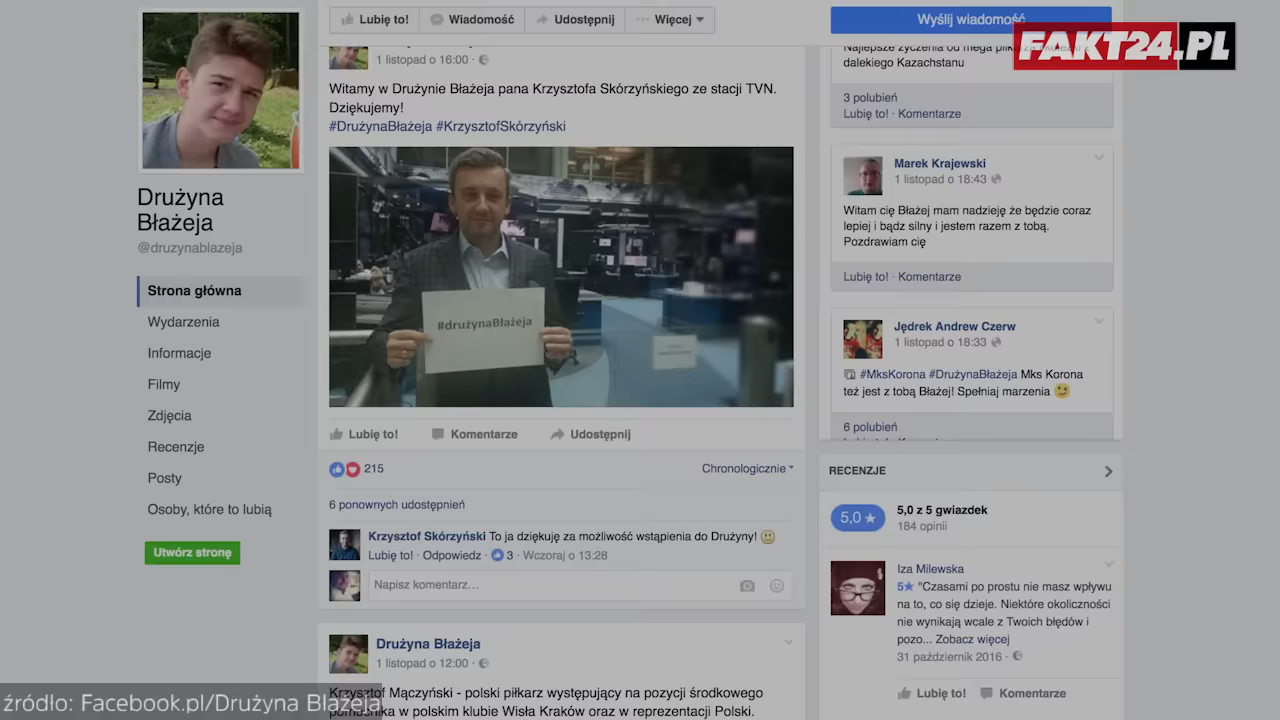 Drużyna
Błażeja
@druzynablazeja
Strona główna
Wydarzenia
Informacje
Filmy
Zdjęcia
Recenzje
Posty
Osoby, które to lubią
Utwórz stronę
Lubię to! Wiadomość Udostępnij Więcej
1 listopad o 16:00
Witamy w Drużynie Błażeja pana Krzysztofa Skórzyńskiego ze stacji TVN.
Dziękujemy!
#DrużynaBłażeja #KrzysztofSkórzyński
#drużynaBłażeja
Lubię to! Komentarze Udostępnij
215 Chronologicznie
6 ponownych udostępnień
Krzysztof Skórzyński To ja dziękuję za możliwość wstąpienia do Drużyny!
Lubię to! · Odpowiedz · 3 · Wczoraj o 13:28
Napisz komentarz...
Drużyna Błażeja
1 listopad o 12:00
Krzysztof Mączyński - polski piłkarz występujący na pozycji środkowego
pomocnika w polskim klubie Wisła Kraków oraz w reprezentacji Polski.
Wyślij wiadomość
FAKT24.PL
Najlepsze życzenia od mega
dalekiego Kazachstanu
3 polubień
Lubię to! · Komentarze
Marek Krajewski
1 listopad o 18:43
Witam cię Błażej mam nadzieję że będzie coraz
lepiej i bądz silny i jestem razem z tobą.
Pozdrawiam cię
Lubię to! · Komentarze
Jędrek Andrew Czerw
1 listopad o 18:33
#MksKorona #DrużynaBłażeja Mks Korona
też jest z tobą Błażej! Spełniaj marzenia
6 polubień
RECENZJE
5,0 5,0 z 5 gwiazdek
184 opinii
Iza Milewska
5★ "Czasami po prostu nie masz wpływu
na to, co się dzieje. Niektóre okoliczności
nie wynikają wcale z Twoich błędów i
pozo... Zobacz więcej
31 październik 2016 ·
Lubię to! Komentarze
źródło: Facebook.pl/Drużyna Błażeja